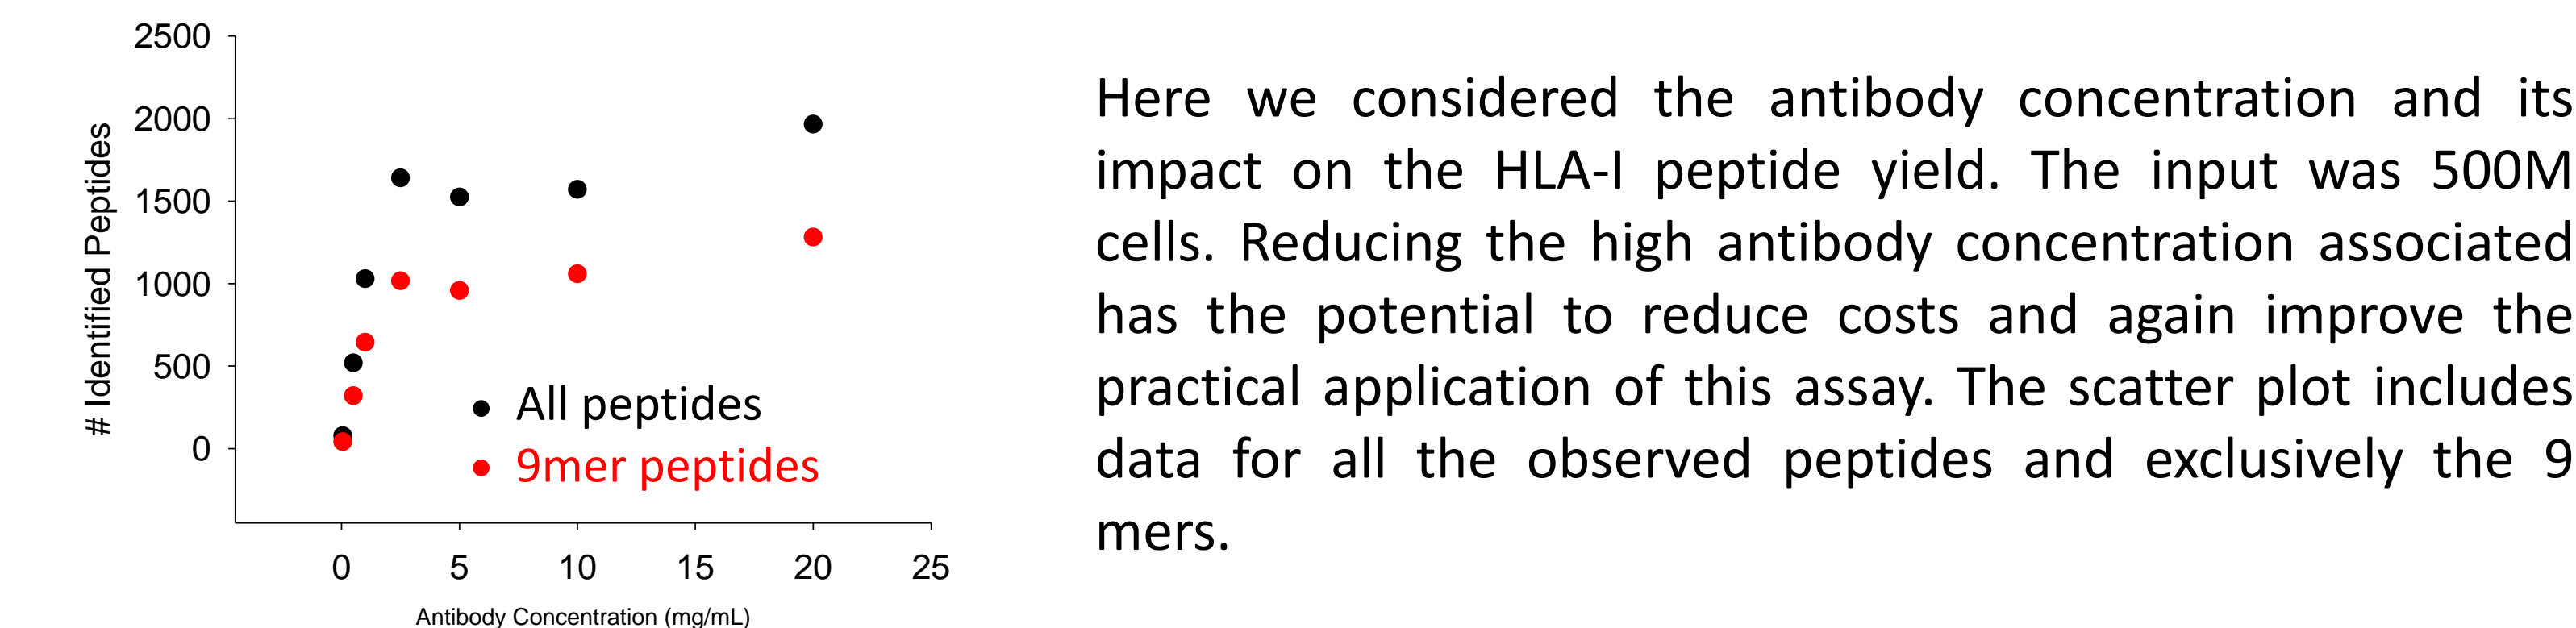 2500
2000
1500
1000
500
0
# Identified Peptides
All peptides
9mer peptides
0 5 10 15 20 25
Antibody Concentration (mg/mL)
Here we considered the antibody concentration and its
impact on the HLA-I peptide yield. The input was 500M
cells. Reducing the high antibody concentration associated
has the potential to reduce costs and again improve the
practical application of this assay. The scatter plot includes
data for all the observed peptides and exclusively the 9
mers.